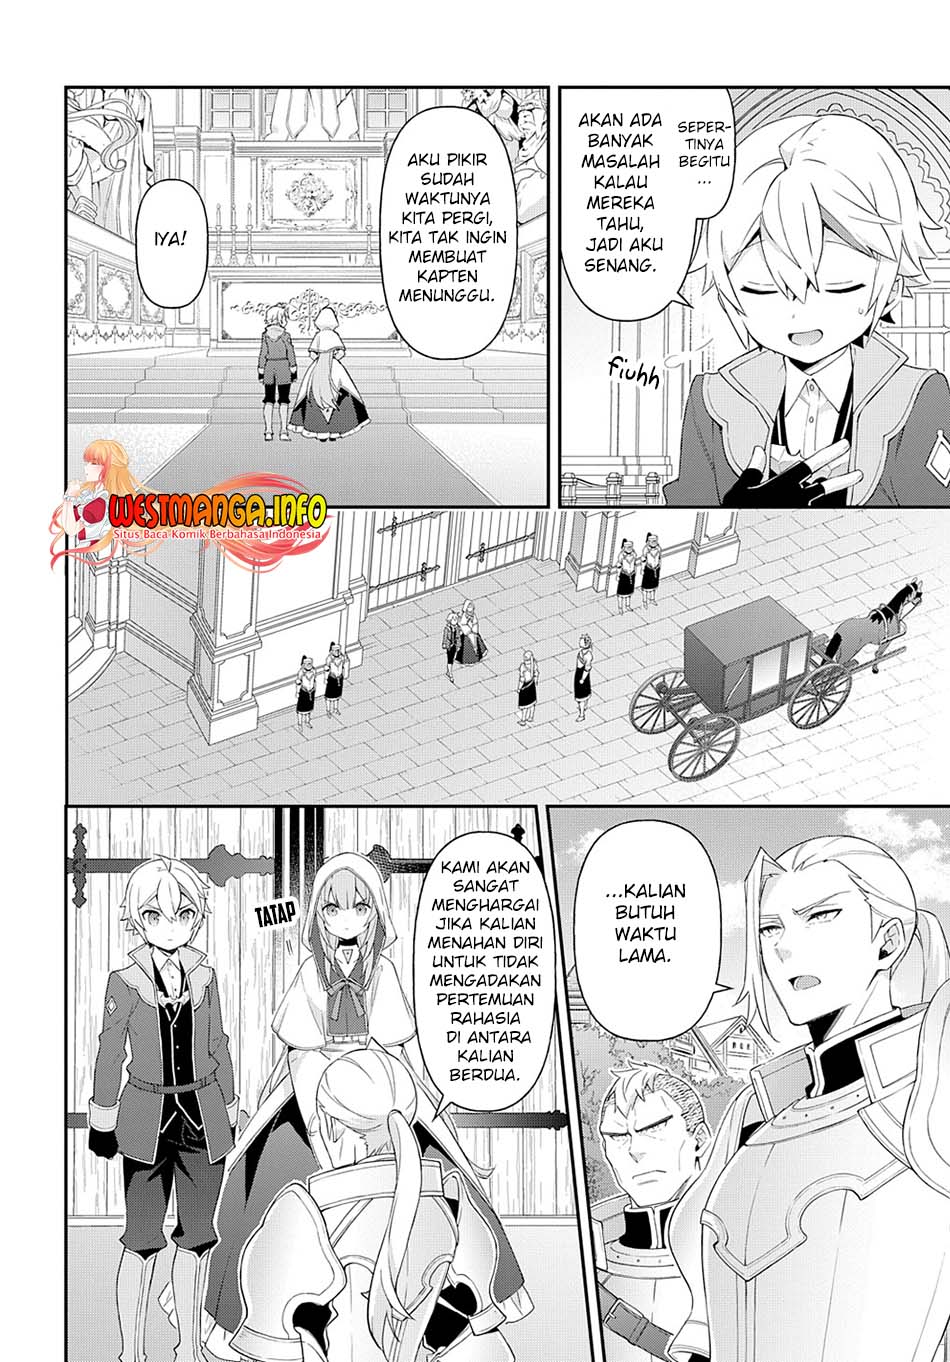 SEPER-
TINYA
BEGITU
...
AKAN ADA
BANYAK
MASALAH
KALAU
MEREKA
TAHU,
JADI AKU
SENANG.
fiuhh
AKU PIKIR
SUDAH
WAKTUNYA
KITA PERGI,
KITA TAK INGIN
MEMBUAT
KAPTEN
MENUNGGU.
IYA!
WESTMANGA.INFO
Situs Baca Komik Berbahasa Indonesia
...KALIAN
BUTUH
WAKTU
LAMA.
KAMI AKAN
SANGAT
MENGHARGAI
JIKA KALIAN
MENAHAN DIRI
UNTUK TIDAK
MENGADAKAN
PERTEMUAN
RAHASIA
DI ANTARA
KALIAN
BERDUA.
TATAP